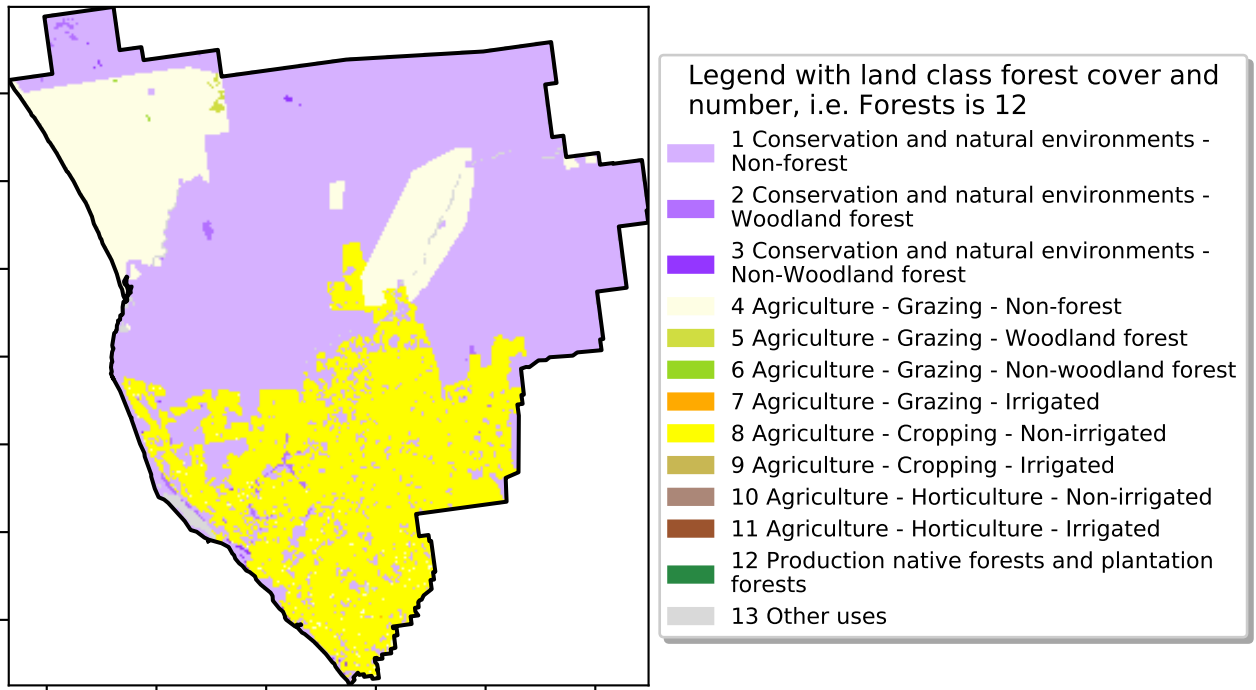 Legend with land class forest cover and
number, i.e. Forests is 12
1 Conservation and natural environments -
Non-forest
2 Conservation and natural environments -
Woodland forest
3 Conservation and natural environments -
Non-Woodland forest
4 Agriculture - Grazing - Non-forest
5 Agriculture - Grazing - Woodland forest
6 Agriculture - Grazing - Non-woodland forest
7 Agriculture - Grazing - Irrigated
8 Agriculture - Cropping - Non-irrigated
9 Agriculture - Cropping - Irrigated
10 Agriculture - Horticulture - Non-irrigated
11 Agriculture - Horticulture - Irrigated
12 Production native forests and plantation
forests
13 Other uses